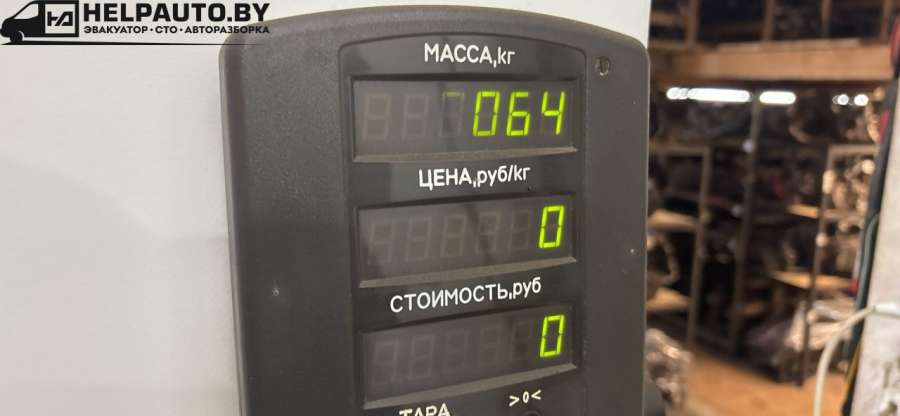 HELPAUTO.BY
ЭВАКУАТОР · СТО · АВТОРАЗБОРКА
МАССА,кг
064
ЦЕНА,руб/кг
0
СТОИМОСТЬ,руб
0
>0<
ТАРА